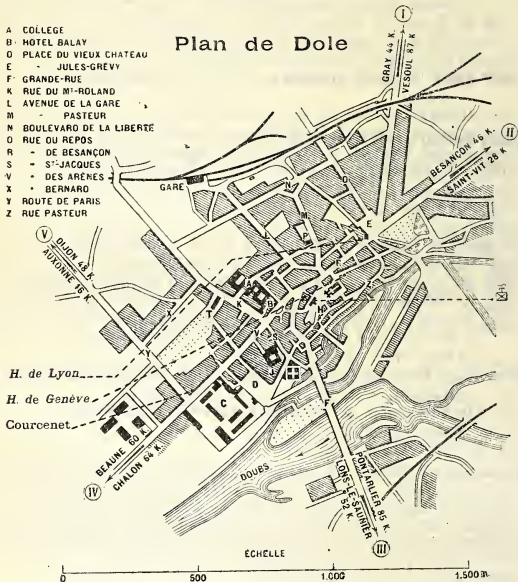 Plan de Dole
A COLLEGE
B HOTEL BALAY
O PLACE DU VIEUX CHATEAU
E " JULES-GRÉVY
F GRANDE-RUE
K RUE DU MT-ROLAND
L AVENUE DE LA GARE
M " PASTEUR
N BOULEVARD DE LA LIBERTÉ
O RUE DU REPOS
R " DE BESANÇON
S " ST-JACQUES
V " DES ARÈNES
X " BERNARD
Y ROUTE DE PARIS
Z RUE PASTEUR
I
GRAY 44 K.
VESOUL 87 K
II
BESANÇON 46 K.
SAINT-VIT 28 K
GARE
N
O
M
P
E
V
DIJON 48 K.
AUXONNE 16 K.
A
B
K
T
Y
V
S
H
Z
H. de Lyon
H. de Genève
Courcenet
C
D
F
BEAUNE 60 K.
CHALON 64 K.
IV
DOUBS
PONTARLIER 85 K.
LONS-LE-SAUNIER
52 K.
III
ÉCHELLE
0 500 1.000 1.500 m.